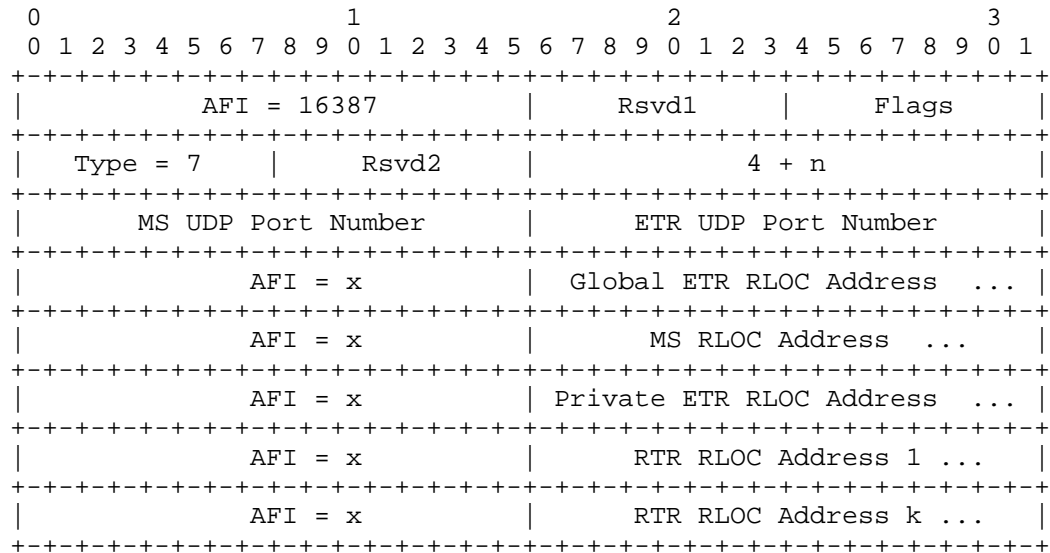 0                   1                   2                   3
 0 1 2 3 4 5 6 7 8 9 0 1 2 3 4 5 6 7 8 9 0 1 2 3 4 5 6 7 8 9 0 1
+-+-+-+-+-+-+-+-+-+-+-+-+-+-+-+-+-+-+-+-+-+-+-+-+-+-+-+-+-+-+-+-+
|           AFI = 16387         |     Rsvd1     |     Flags     |
+-+-+-+-+-+-+-+-+-+-+-+-+-+-+-+-+-+-+-+-+-+-+-+-+-+-+-+-+-+-+-+-+
|   Type = 7    |     Rsvd2     |             4 + n             |
+-+-+-+-+-+-+-+-+-+-+-+-+-+-+-+-+-+-+-+-+-+-+-+-+-+-+-+-+-+-+-+-+
|       MS UDP Port Number      |      ETR UDP Port Number      |
+-+-+-+-+-+-+-+-+-+-+-+-+-+-+-+-+-+-+-+-+-+-+-+-+-+-+-+-+-+-+-+-+
|              AFI = x          |  Global ETR RLOC Address  ... |
+-+-+-+-+-+-+-+-+-+-+-+-+-+-+-+-+-+-+-+-+-+-+-+-+-+-+-+-+-+-+-+-+
|              AFI = x          |       MS RLOC Address  ...    |
+-+-+-+-+-+-+-+-+-+-+-+-+-+-+-+-+-+-+-+-+-+-+-+-+-+-+-+-+-+-+-+-+
|              AFI = x          | Private ETR RLOC Address  ... |
+-+-+-+-+-+-+-+-+-+-+-+-+-+-+-+-+-+-+-+-+-+-+-+-+-+-+-+-+-+-+-+-+
|              AFI = x          |      RTR RLOC Address 1 ...   |
+-+-+-+-+-+-+-+-+-+-+-+-+-+-+-+-+-+-+-+-+-+-+-+-+-+-+-+-+-+-+-+-+
|              AFI = x          |      RTR RLOC Address k ...   |
+-+-+-+-+-+-+-+-+-+-+-+-+-+-+-+-+-+-+-+-+-+-+-+-+-+-+-+-+-+-+-+-+